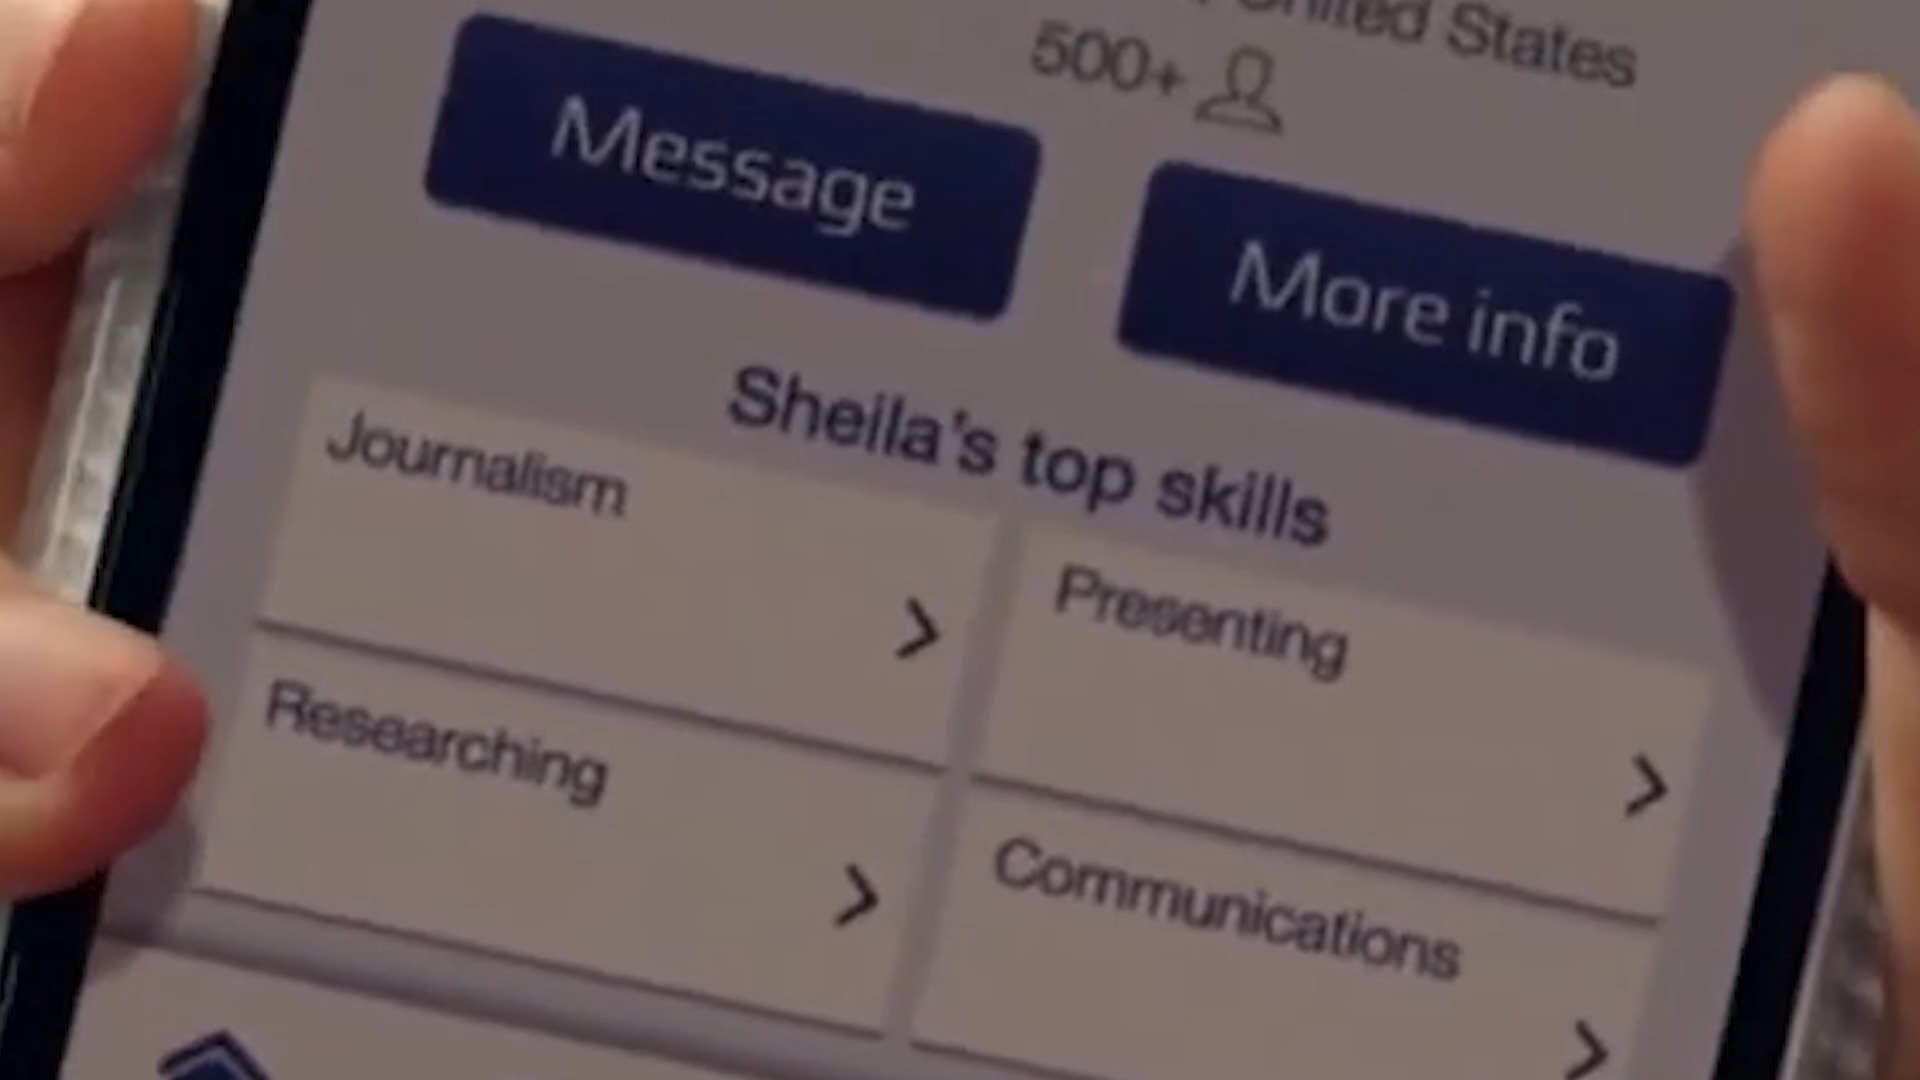 United States
500+
Message
More info
Sheila's top skills
Journalism
Presenting
Researching
Communications